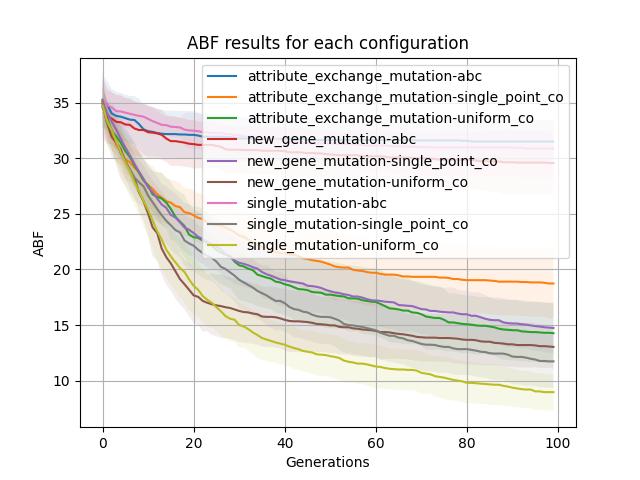 ABF results for each configuration
attribute_exchange_mutation-abc
attribute_exchange_mutation-single_point_co
attribute_exchange_mutation-uniform_co
new_gene_mutation-abc
new_gene_mutation-single_point_co
new_gene_mutation-uniform_co
single_mutation-abc
single_mutation-single_point_co
single_mutation-uniform_co
35
30
25
20
15
10
ABF
0 20 40 60 80 100
Generations